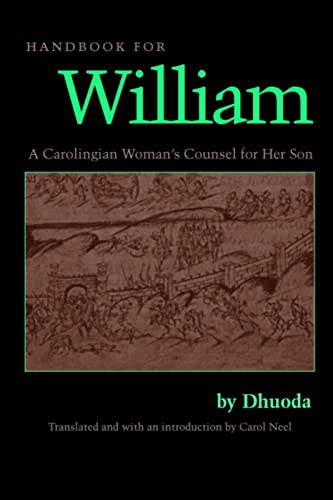 HANDBOOK FOR
William
A Carolingian Woman's Counsel for Her Son
by Dhuoda
Translated and with an introduction by Carol Neel